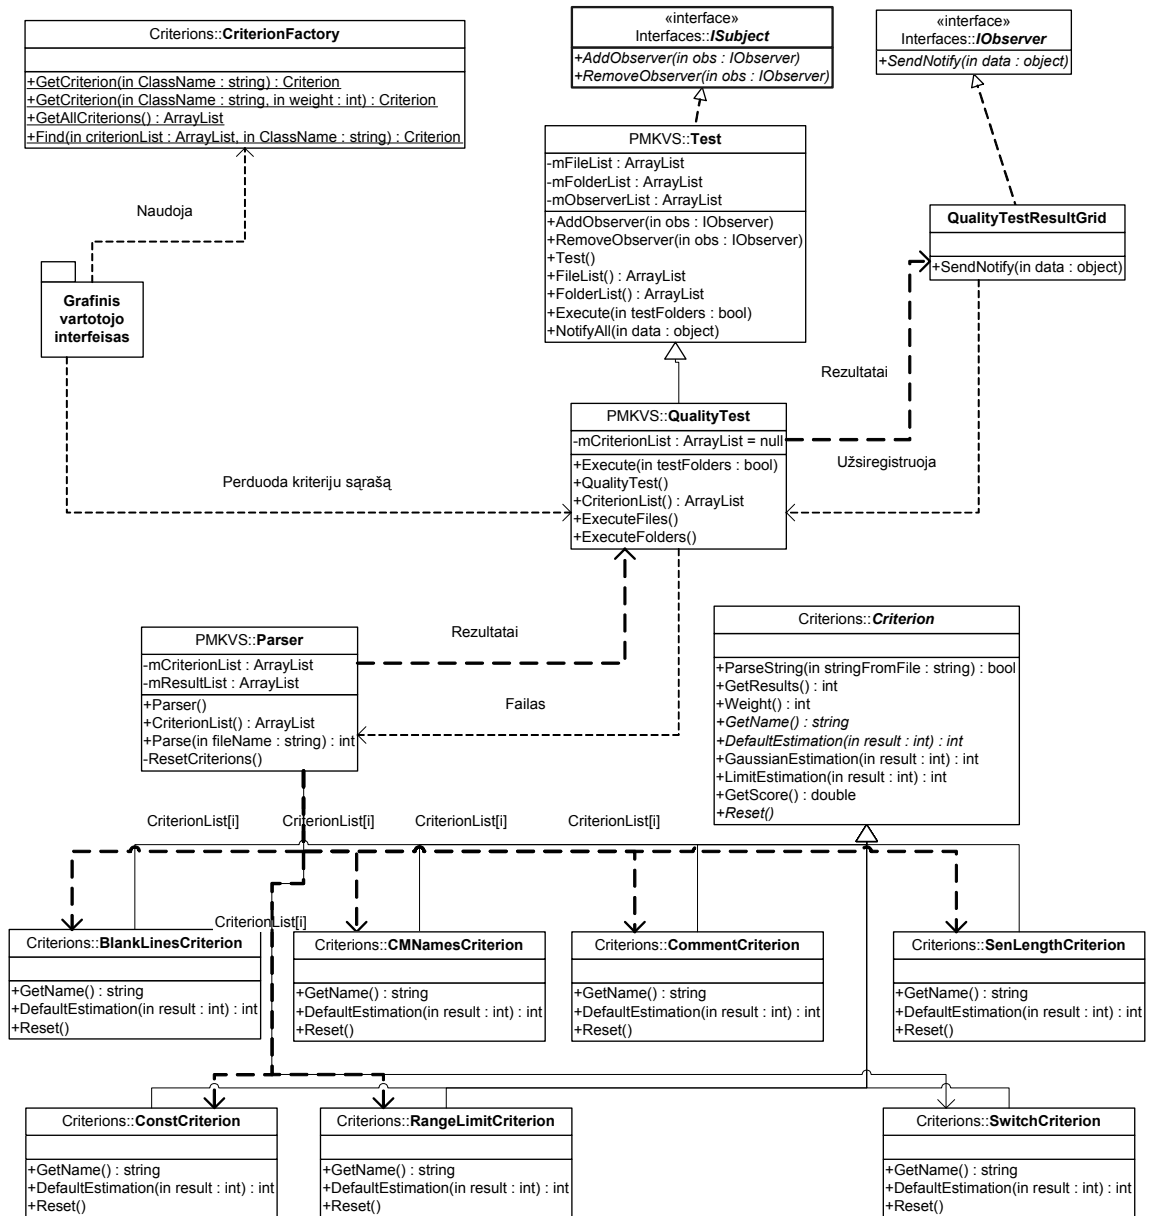 Criterions::CriterionFactory
+GetCriterion(in ClassName : string) : Criterion
+GetCriterion(in ClassName : string, in weight : int) : Criterion
+GetAllCriterions() : ArrayList
+Find(in criterionList : ArrayList, in ClassName : string) : Criterion
«interface»
Interfaces::ISubject
+AddObserver(in obs : IObserver)
+RemoveObserver(in obs : IObserver)
«interface»
Interfaces::IObserver
+SendNotify(in data : object)
PMKVS::Test
-mFileList : ArrayList
-mFolderList : ArrayList
-mObserverList : ArrayList
+AddObserver(in obs : IObserver)
+RemoveObserver(in obs : IObserver)
+Test()
+FileList() : ArrayList
+FolderList() : ArrayList
+Execute(in testFolders : bool)
+NotifyAll(in data : object)
Naudoja
QualityTestResultGrid
+SendNotify(in data : object)
Grafinis
vartotojo
interfeisas
Rezultatai
PMKVS::QualityTest
-mCriterionList : ArrayList = null
+Execute(in testFolders : bool)
+QualityTest()
+CriterionList() : ArrayList
+ExecuteFiles()
+ExecuteFolders()
Užsiregistruoja
Perduoda kriteriju sąrašą
PMKVS::Parser
-mCriterionList : ArrayList
-mResultList : ArrayList
+Parser()
+CriterionList() : ArrayList
+Parse(in fileName : string) : int
-ResetCriterions()
Rezultatai
Failas
Criterions::Criterion
+ParseString(in stringFromFile : string) : bool
+GetResults() : int
+Weight() : int
+GetName() : string
+DefaultEstimation(in result : int) : int
+GaussianEstimation(in result : int) : int
+LimitEstimation(in result : int) : int
+GetScore() : double
+Reset()
CriterionList[i]
CriterionList[i]
CriterionList[i]
CriterionList[i]
CriterionList[i]
Criterions::BlankLinesCriterion
+GetName() : string
+DefaultEstimation(in result : int) : int
+Reset()
Criterions::CMNamesCriterion
+GetName() : string
+DefaultEstimation(in result : int) : int
+Reset()
Criterions::CommentCriterion
+GetName() : string
+DefaultEstimation(in result : int) : int
+Reset()
Criterions::SenLengthCriterion
+GetName() : string
+DefaultEstimation(in result : int) : int
+Reset()
Criterions::ConstCriterion
+GetName() : string
+DefaultEstimation(in result : int) : int
+Reset()
Criterions::RangeLimitCriterion
+GetName() : string
+DefaultEstimation(in result : int) : int
+Reset()
Criterions::SwitchCriterion
+GetName() : string
+DefaultEstimation(in result : int) : int
+Reset()